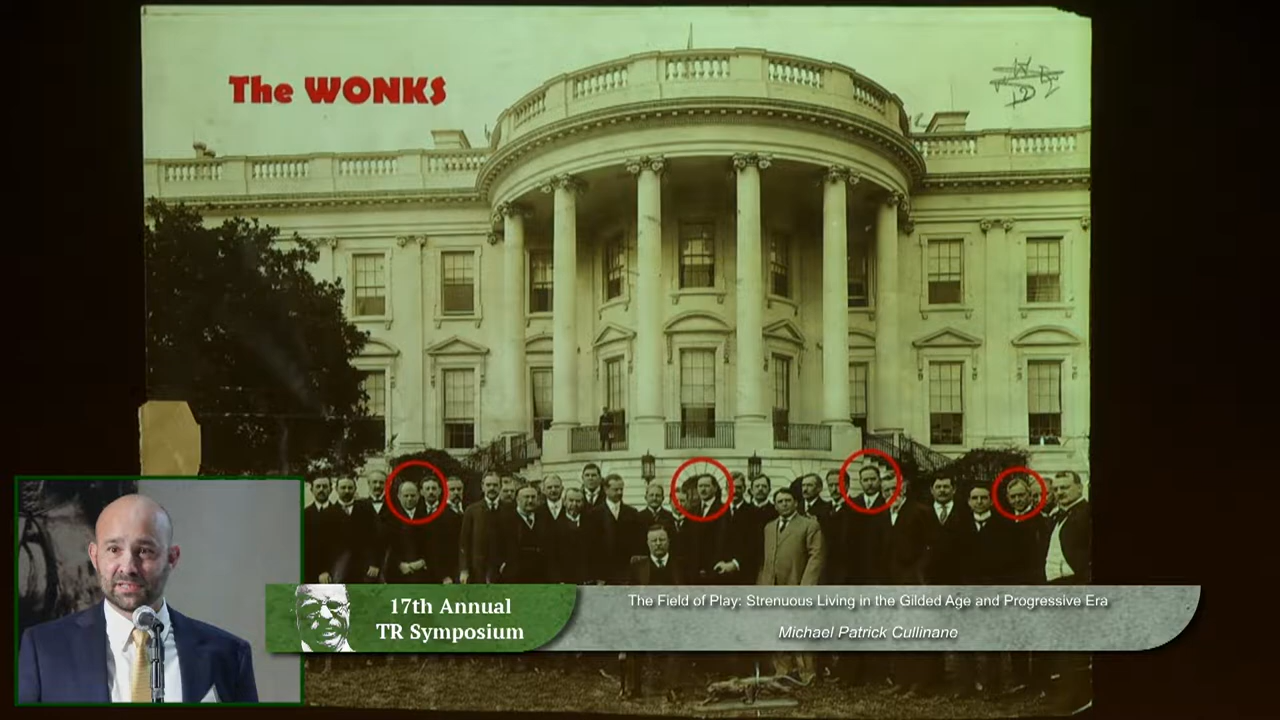 The WONKS
17th Annual
TR Symposium
The Field of Play: Strenuous Living in the Gilded Age and Progressive Era
Michael Patrick Cullinane